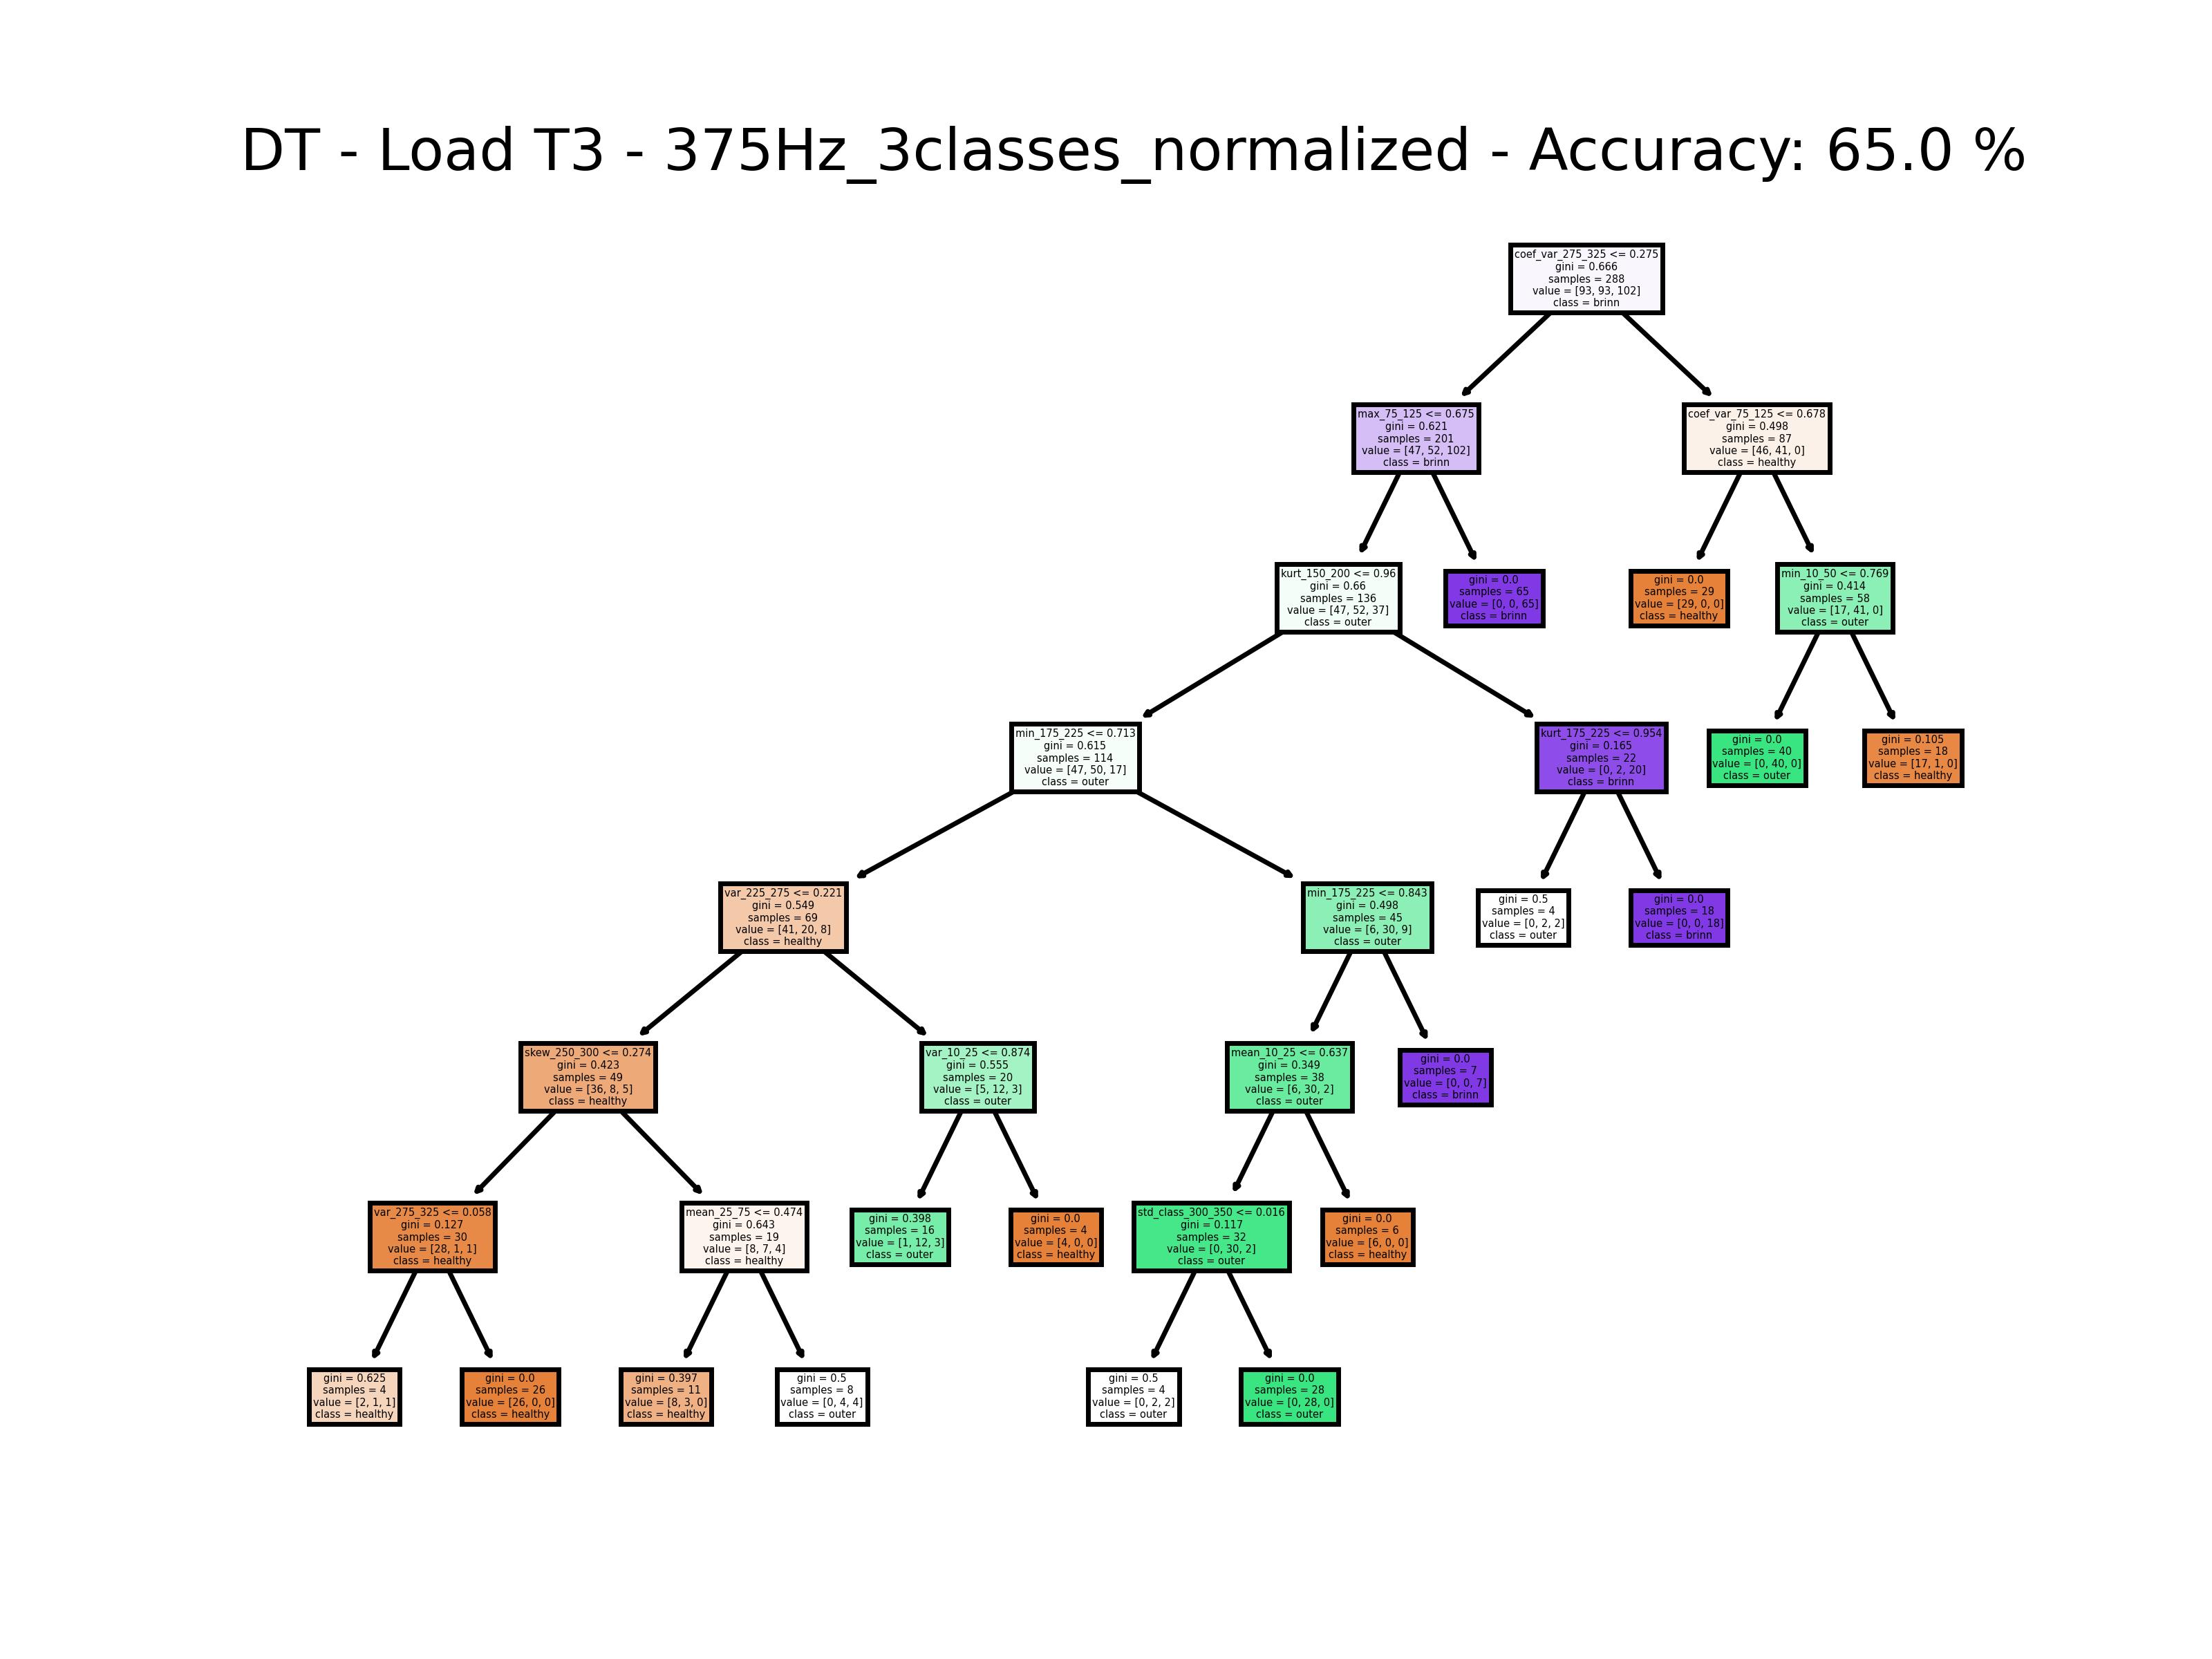 DT - Load T3 - 375Hz_3classes_normalized - Accuracy: 65.0 %
coef_var_275_325 <= 0.275
gini = 0.666
samples = 288
value = [93, 93, 102]
class = brinn
max_75_125 <= 0.675
gini = 0.621
samples = 201
value = [47, 52, 102]
class = brinn
coef_var_75_125 <= 0.678
gini = 0.498
samples = 87
value = [46, 41, 0]
class = healthy
kurt_150_200 <= 0.96
gini = 0.66
samples = 136
value = [47, 52, 37]
class = outer
gini = 0.0
samples = 65
value = [0, 0, 65]
class = brinn
gini = 0.0
samples = 29
value = [29, 0, 0]
class = healthy
min_10_50 <= 0.769
gini = 0.414
samples = 58
value = [17, 41, 0]
class = outer
min_175_225 <= 0.713
gini = 0.615
samples = 114
value = [47, 50, 17]
class = outer
kurt_175_225 <= 0.954
gini = 0.165
samples = 22
value = [0, 2, 20]
class = brinn
gini = 0.0
samples = 40
value = [0, 40, 0]
class = outer
gini = 0.105
samples = 18
value = [17, 1, 0]
class = healthy
var_225_275 <= 0.221
gini = 0.549
samples = 69
value = [41, 20, 8]
class = healthy
min_175_225 <= 0.843
gini = 0.498
samples = 45
value = [6, 30, 9]
class = outer
gini = 0.5
samples = 4
value = [0, 2, 2]
class = outer
gini = 0.0
samples = 18
value = [0, 0, 18]
class = brinn
skew_250_300 <= 0.274
gini = 0.423
samples = 49
value = [36, 8, 5]
class = healthy
var_10_25 <= 0.874
gini = 0.555
samples = 20
value = [5, 12, 3]
class = outer
mean_10_25 <= 0.637
gini = 0.349
samples = 38
value = [6, 30, 2]
class = outer
gini = 0.0
samples = 7
value = [0, 0, 7]
class = brinn
var_275_325 <= 0.058
gini = 0.127
samples = 30
value = [28, 1, 1]
class = healthy
mean_25_75 <= 0.474
gini = 0.643
samples = 19
value = [8, 7, 4]
class = healthy
gini = 0.398
samples = 16
value = [1, 12, 3]
class = outer
gini = 0.0
samples = 4
value = [4, 0, 0]
class = healthy
std_class_300_350 <= 0.016
gini = 0.117
samples = 32
value = [0, 30, 2]
class = outer
gini = 0.0
samples = 6
value = [6, 0, 0]
class = healthy
gini = 0.625
samples = 4
value = [2, 1, 1]
class = healthy
gini = 0.0
samples = 26
value = [26, 0, 0]
class = healthy
gini = 0.397
samples = 11
value = [8, 3, 0]
class = healthy
gini = 0.5
samples = 8
value = [0, 4, 4]
class = outer
gini = 0.5
samples = 4
value = [0, 2, 2]
class = outer
gini = 0.0
samples = 28
value = [0, 28, 0]
class = outer